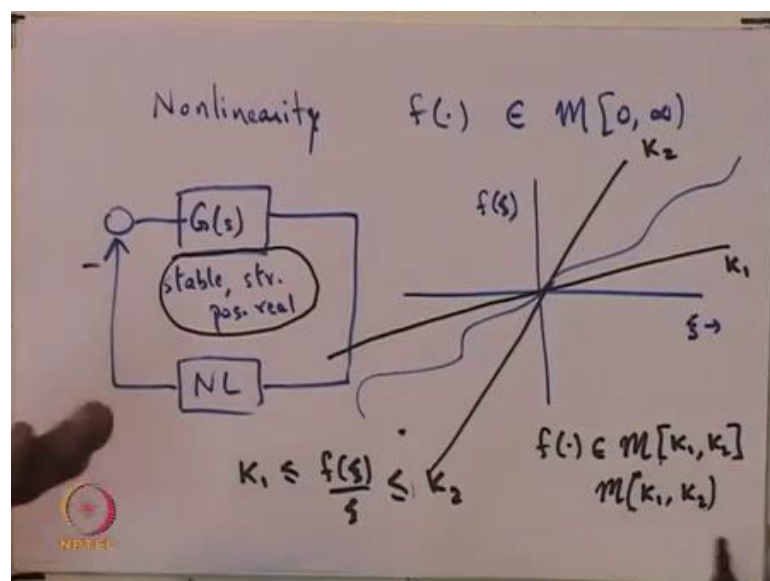 Nonlinearity f(·) ∈ m[0, ∞)
K₂
f(ξ)
G(s)
−
K₁
stable, str.
pos. real
ξ →
NL
f(·) ∈ m[K₁, K₂]
K₁ ≤ f(ξ)/ξ ≤ K₂
m(K₁, K₂)
NPTEL